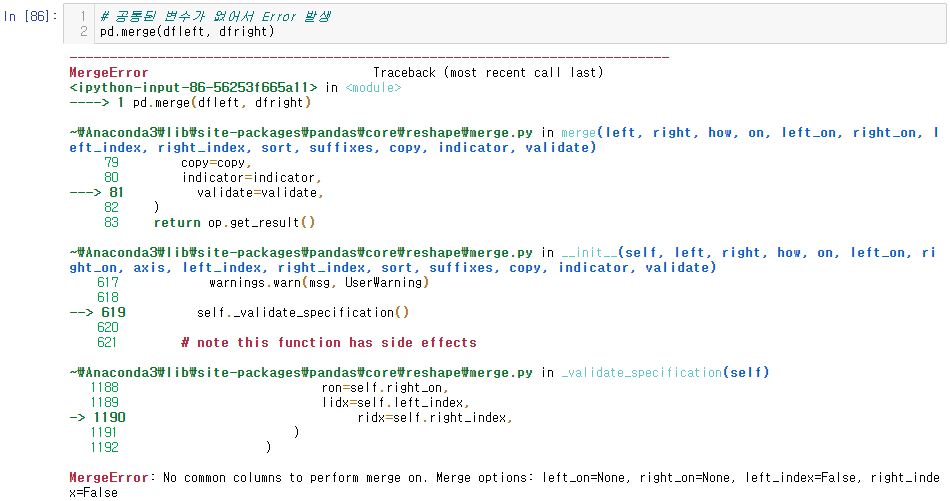 In [86]:
1 # 공통된 변수가 없어서 Error 발생
2 pd.merge(dfleft, dfright)
---------------------------------------------------------------------------
MergeError Traceback (most recent call last)
<ipython-input-86-56253f665a11> in <module>
----> 1 pd.merge(dfleft, dfright)
~₩Anaconda3₩lib₩site-packages₩pandas₩core₩reshape₩merge.py in merge(left, right, how, on, left_on, right_on, l
eft_index, right_index, sort, suffixes, copy, indicator, validate)
79 copy=copy,
80 indicator=indicator,
---> 81 validate=validate,
82 )
83 return op.get_result()
~₩Anaconda3₩lib₩site-packages₩pandas₩core₩reshape₩merge.py in __init__(self, left, right, how, on, left_on, ri
ght_on, axis, left_index, right_index, sort, suffixes, copy, indicator, validate)
617 warnings.warn(msg, UserWarning)
618
--> 619 self._validate_specification()
620
621 # note this function has side effects
~₩Anaconda3₩lib₩site-packages₩pandas₩core₩reshape₩merge.py in _validate_specification(self)
1188 ron=self.right_on,
1189 lidx=self.left_index,
-> 1190 ridx=self.right_index,
1191 )
1192 )
MergeError: No common columns to perform merge on. Merge options: left_on=None, right_on=None, left_index=False, right_inde
x=False